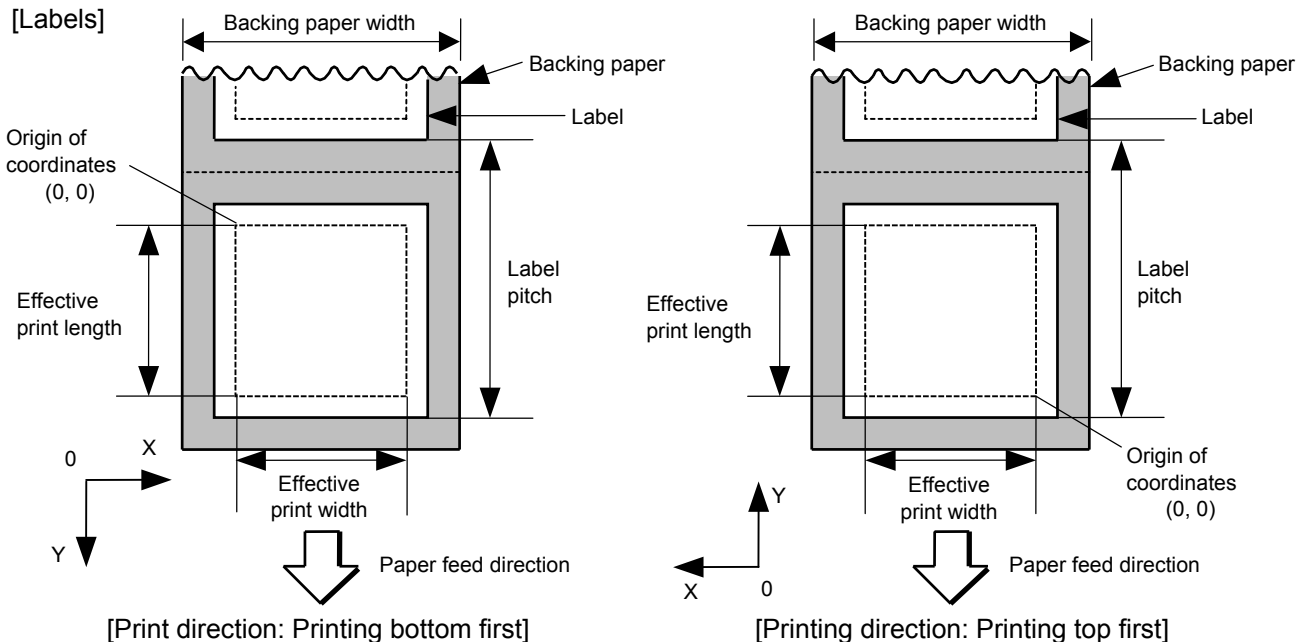 [Labels]
Backing paper width
Backing paper
Label
Origin of
coordinates
(0, 0)
Label
pitch
Effective
print length
X
0
Y
Effective
print width
Paper feed direction
[Print direction: Printing bottom first]
Backing paper width
Backing paper
Label
Label
pitch
Effective
print length
Origin of
coordinates
(0, 0)
Effective
print width
Y
X
0
Paper feed direction
[Printing direction: Printing top first]